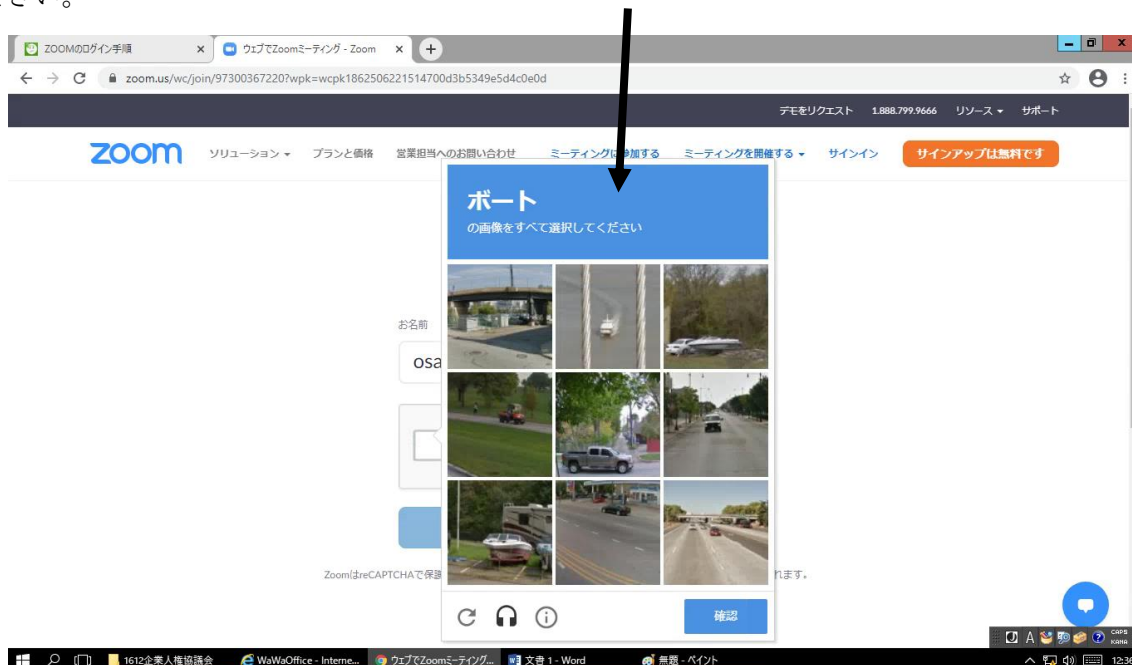 ださい。
ZOOMのログイン手順
ウェブでZoomミーティング - Zoom
zoom.us/wc/join/97300367220?wpk=wcpk1862506221514700d3b5349e5d4c0e0d
デモをリクエスト 1.888.799.9666 リソース サポート
zoom ソリューション プランと価格 営業担当へのお問い合わせ ミーティングに参加する ミーティングを開催する サインイン サインアップは無料です
ボート
の画像をすべて選択してください
お名前
osa
ZoomはreCAPTCHAで保護
れます。
確認
A CAPS
KANA
1612企業人権協議会 WaWaOffice - Interne... ウェブでZoomミーティング... 文書 1 - Word 無題 - ペイント 12:36